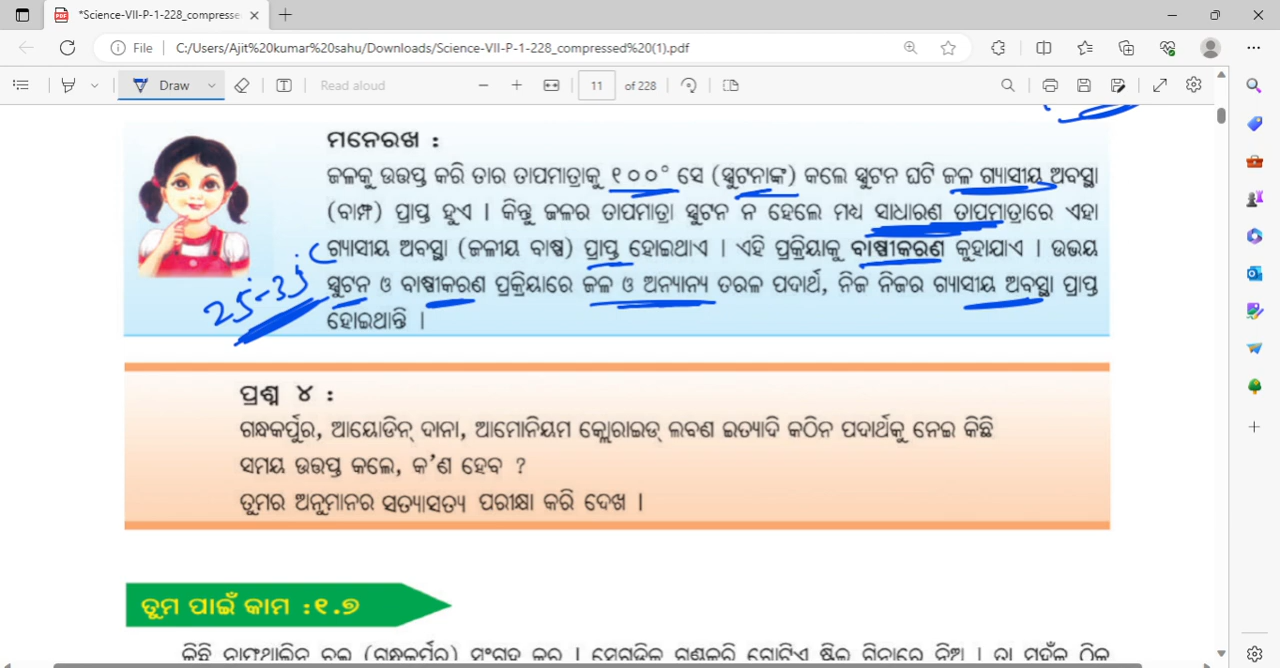 *Science-VII-P-1-228_compresse
File C:/Users/Ajit%20kumar%20sahu/Downloads/Science-VII-P-1-228_compressed%20(1).pdf
Draw Read aloud 11 of 228
ମନେରଖ :
ଜଳକୁ ଉତ୍ତପ୍ତ କରି ତାର ତାପମାତ୍ରାକୁ ୧୦୦° ସେ (ସ୍ଫୁଟନାଙ୍କ) କଲେ ସ୍ଫୁଟନ ଘଟି ଜଳ ଗ୍ୟାସୀୟ ଅବସ୍ଥା
(ବାମ୍ଫ) ପ୍ରାପ୍ତ ହୁଏ । କିନ୍ତୁ ଜଳର ତାପମାତ୍ରା ସ୍ଫୁଟନ ନ ହେଲେ ମଧ୍ୟ ସାଧାରଣ ତାପମାତ୍ରାରେ ଏହା
ଗ୍ୟାସୀୟ ଅବସ୍ଥା (ଜଳୀୟ ବାଷ୍ପ) ପ୍ରାପ୍ତ ହୋଇଥାଏ । ଏହି ପ୍ରକ୍ରିୟାକୁ ବାଷ୍ପୀକରଣ କୁହାଯାଏ । ଉଭୟ
ସ୍ଫୁଟନ ଓ ବାଷ୍ପୀକରଣ ପ୍ରକ୍ରିୟାରେ ଜଳ ଓ ଅନ୍ୟାନ୍ୟ ତରଳ ପଦାର୍ଥ, ନିଜ ନିଜର ଗ୍ୟାସୀୟ ଅବସ୍ଥା ପ୍ରାପ୍ତ
ହୋଇଥାନ୍ତି ।
ପ୍ରଶ୍ନ ୪ :
ଗନ୍ଧକର୍ପୁର, ଆୟୋଡିନ୍ ଦାନା, ଆମୋନିୟମ କ୍ଲୋରାଇଡ୍ ଲବଣ ଇତ୍ୟାଦି କଠିନ ପଦାର୍ଥକୁ ନେଇ କିଛି
ସମୟ ଉତ୍ତପ୍ତ କଲେ, କ’ଣ ହେବ ?
ତୁମର ଅନୁମାନର ସତ୍ୟାସତ୍ୟ ପରୀକ୍ଷା କରି ଦେଖ ।
ତୁମ ପାଇଁ କାମ :୧.୭